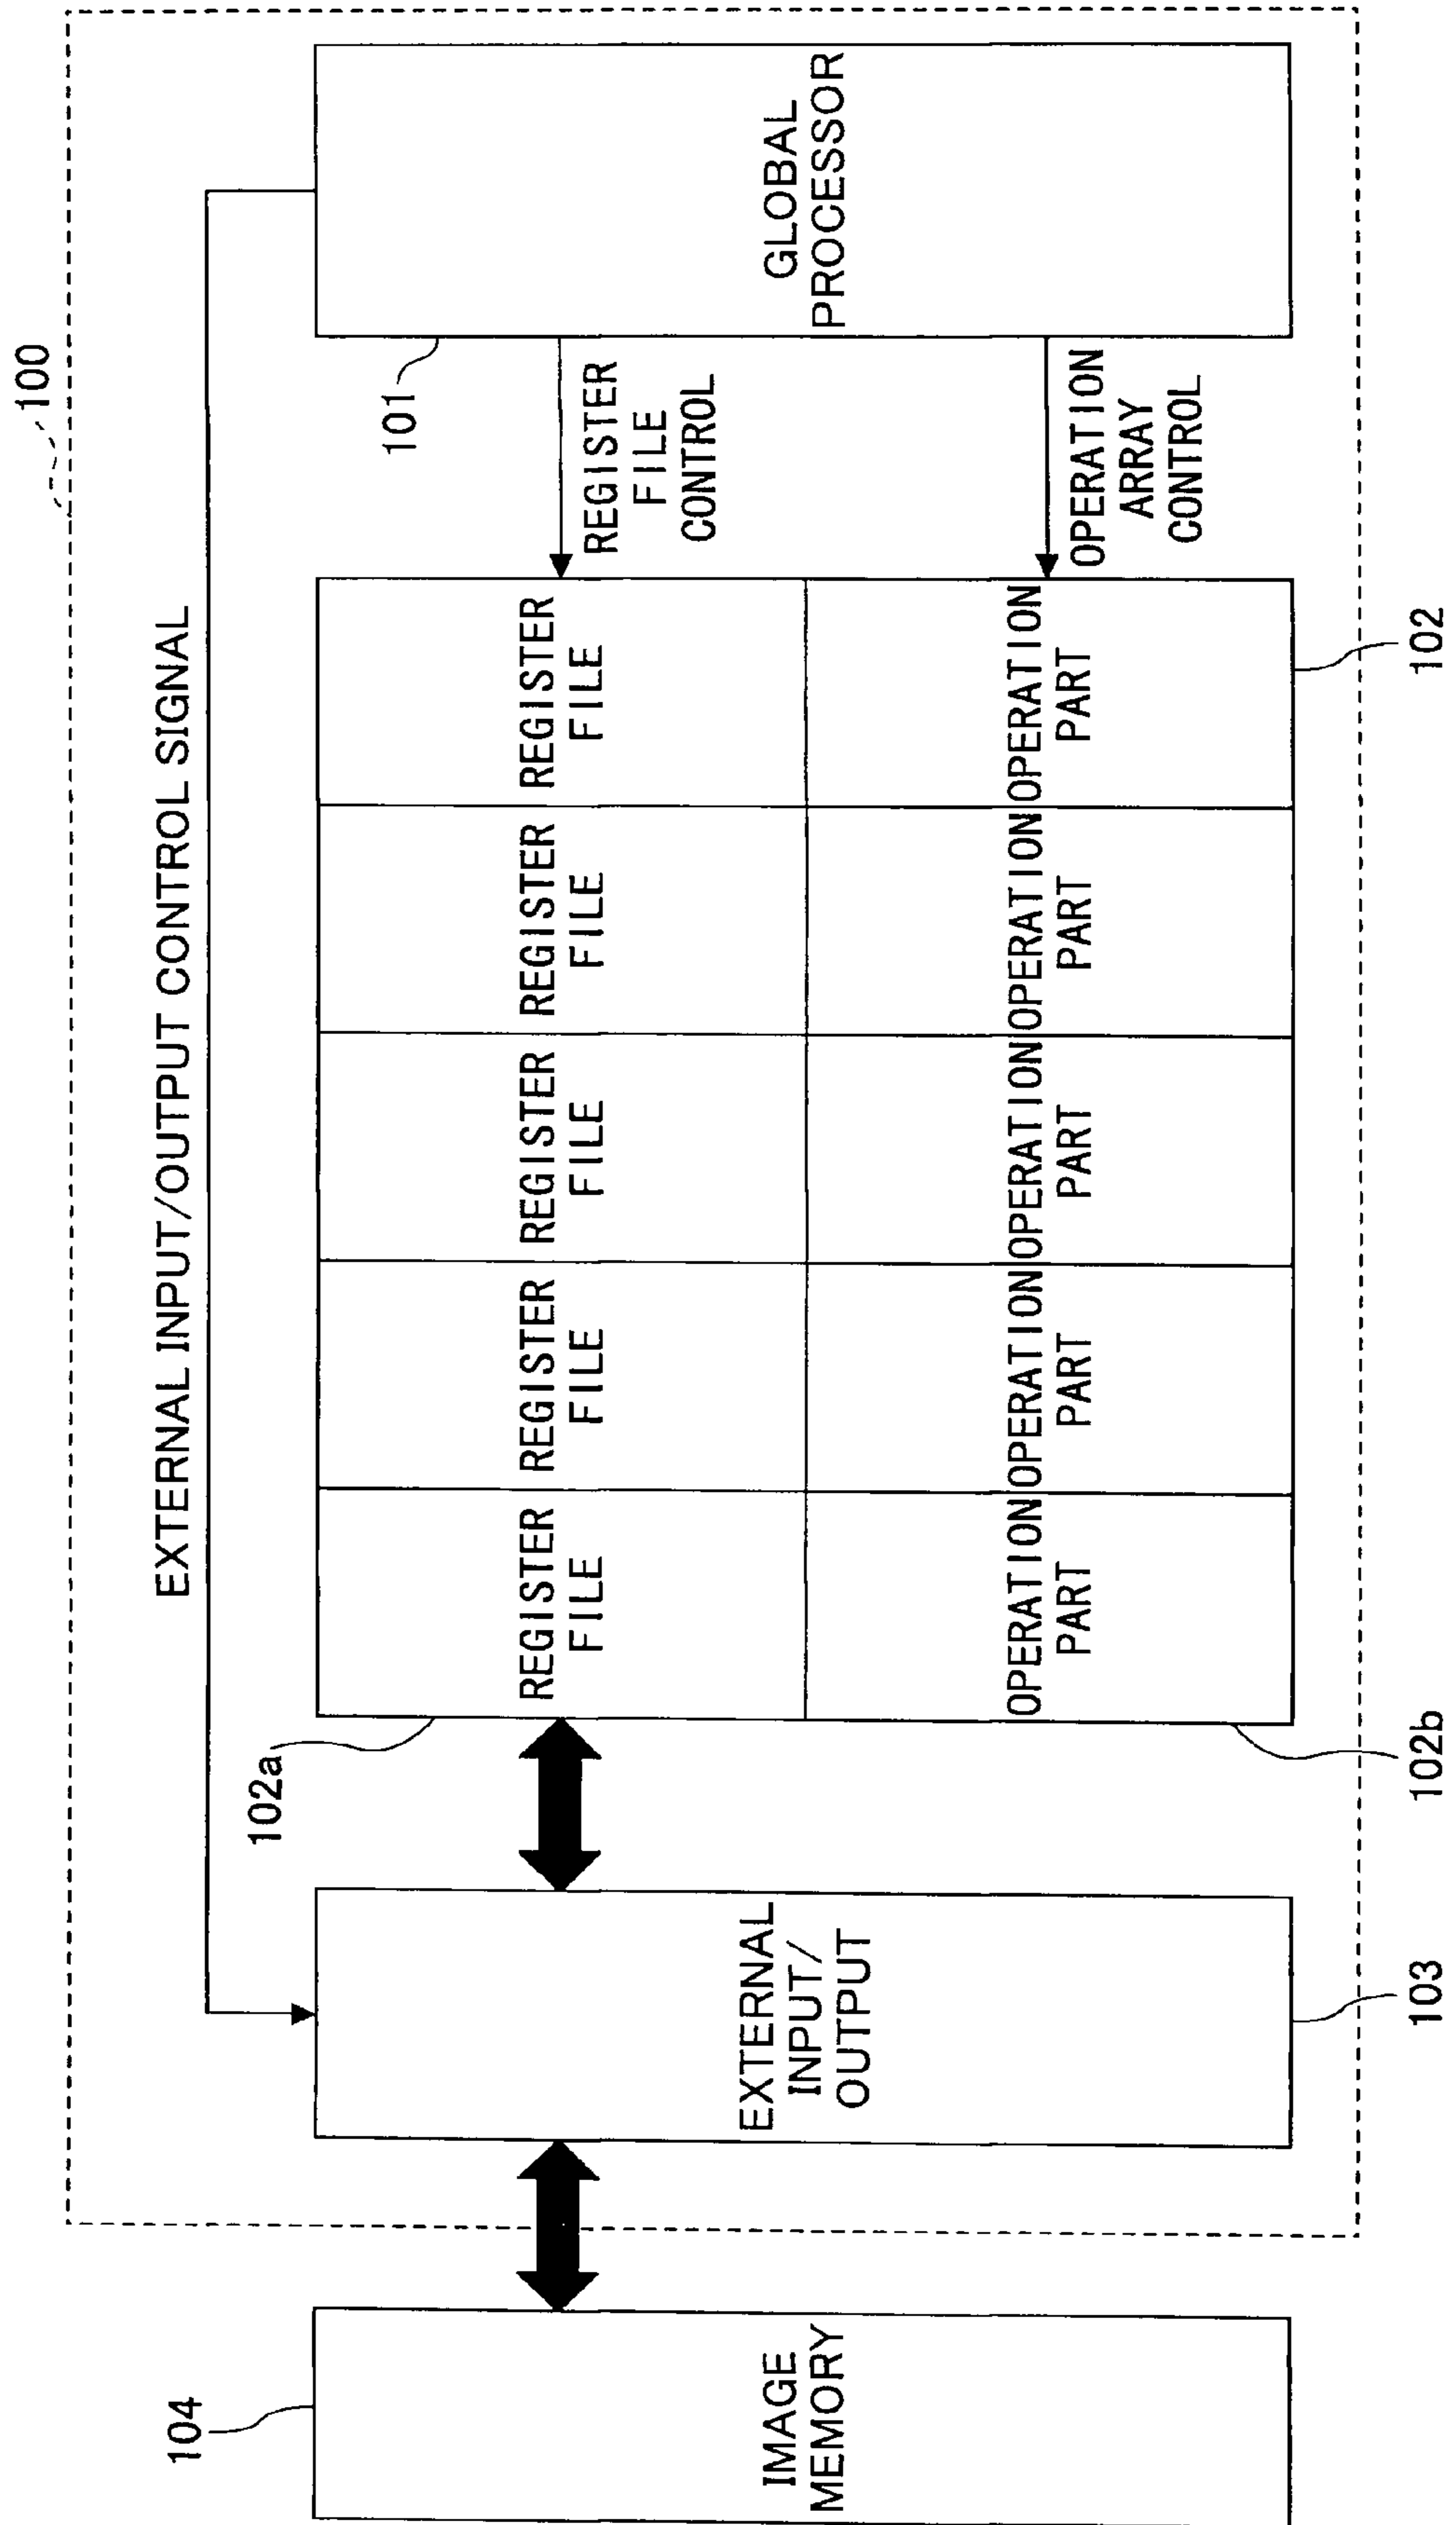 100
EXTERNAL INPUT/OUTPUT CONTROL SIGNAL
104
102a
101
IMAGE
MEMORY
EXTERNAL
INPUT/
OUTPUT
REGISTER
FILE
REGISTER
FILE
REGISTER
FILE
REGISTER
FILE
REGISTER
FILE
REGISTER
FILE
CONTROL
GLOBAL
PROCESSOR
OPERATION
PART
OPERATION
PART
OPERATION
PART
OPERATION
PART
OPERATION
PART
OPERATION
ARRAY
CONTROL
103
102b
102